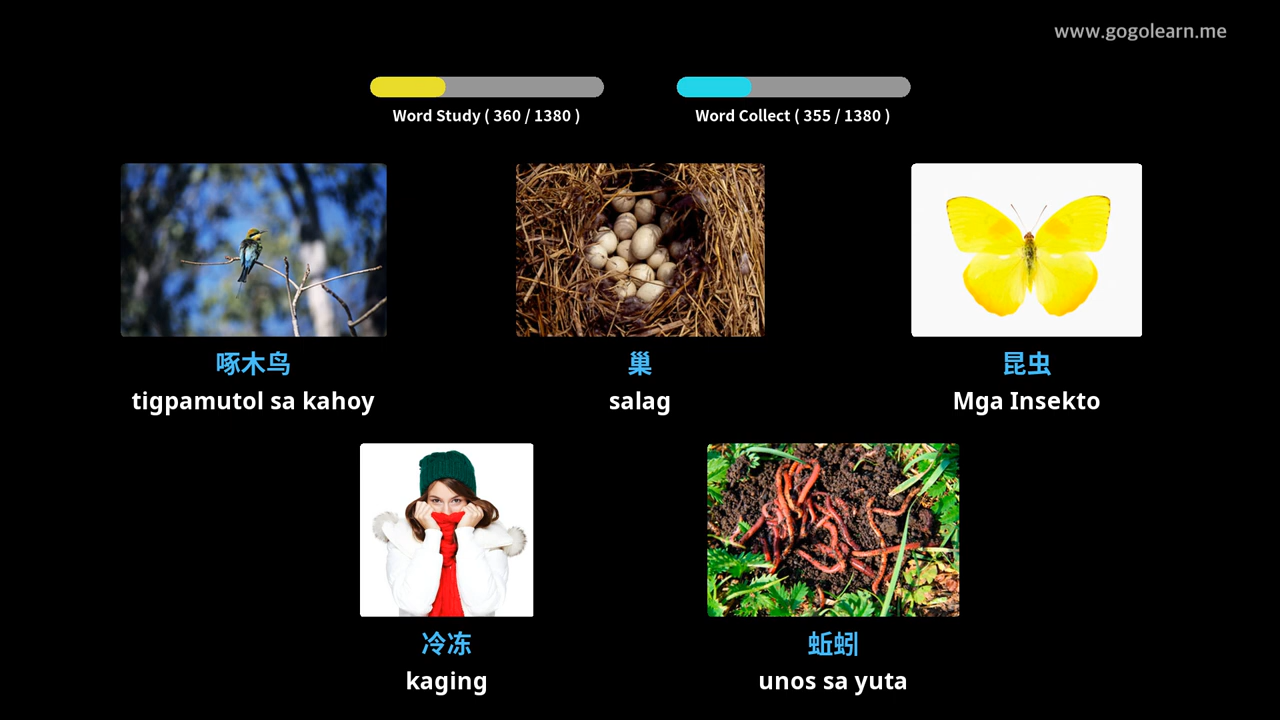 www.gogolearn.me
Word Study ( 360 / 1380 )
Word Collect ( 355 / 1380 )
啄木鸟
tigpamutol sa kahoy
巢
salag
昆虫
Mga Insekto
冷冻
kaging
蚯蚓
unos sa yuta